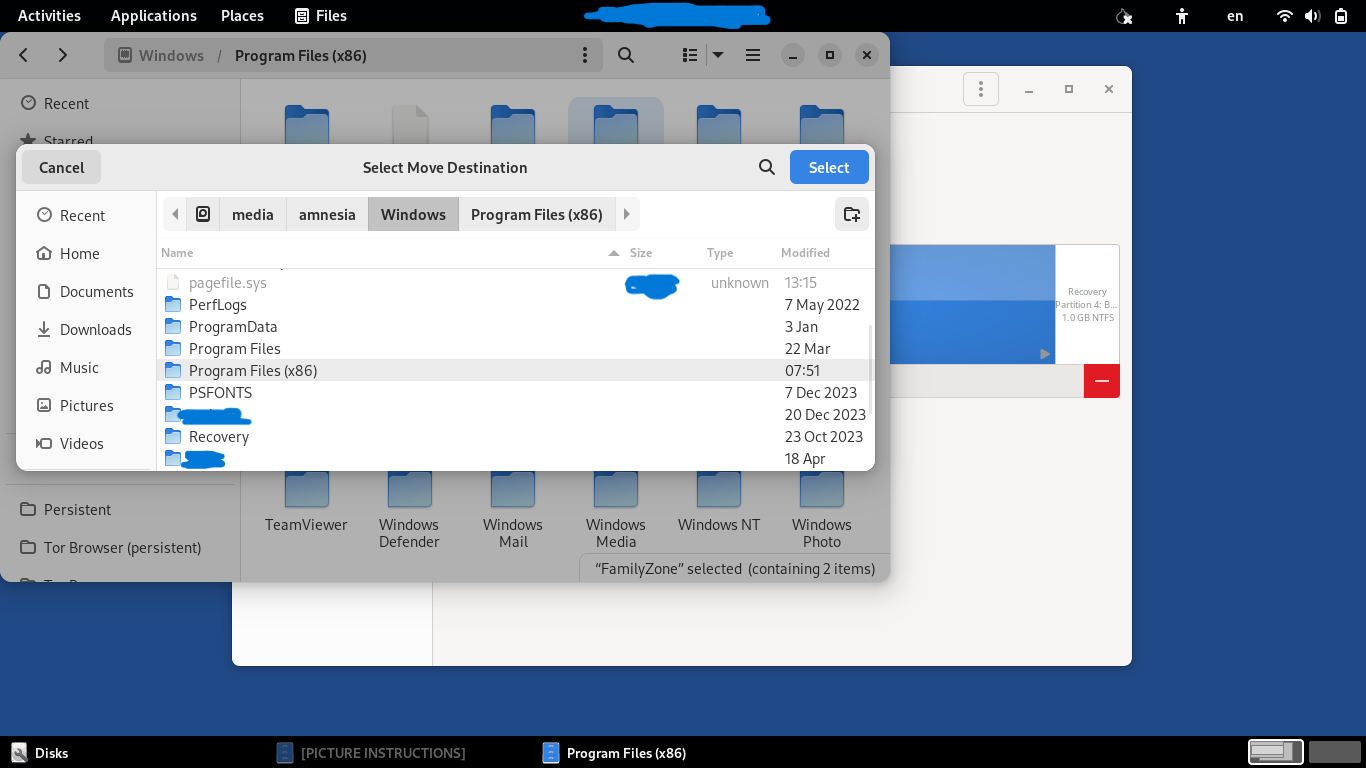 Activities Applications Places Files en
Windows / Program Files (x86)
Recent
Starred
Cancel Select Move Destination Select
media amnesia Windows Program Files (x86)
Recent
Home
Documents
Downloads
Music
Pictures
Videos
Name Size Type Modified
pagefile.sys unknown 13:15
PerfLogs 7 May 2022
ProgramData 3 Jan
Program Files 22 Mar
Program Files (x86) 07:51
PSFONTS 7 Dec 2023
20 Dec 2023
Recovery 23 Oct 2023
18 Apr
Recovery
Partition 4: B...
1.0 GB NTFS
Persistent
Tor Browser (persistent)
TeamViewer Windows Defender Windows Mail Windows Media Windows NT Windows Photo
“FamilyZone” selected (containing 2 items)
Disks [PICTURE INSTRUCTIONS] Program Files (x86)